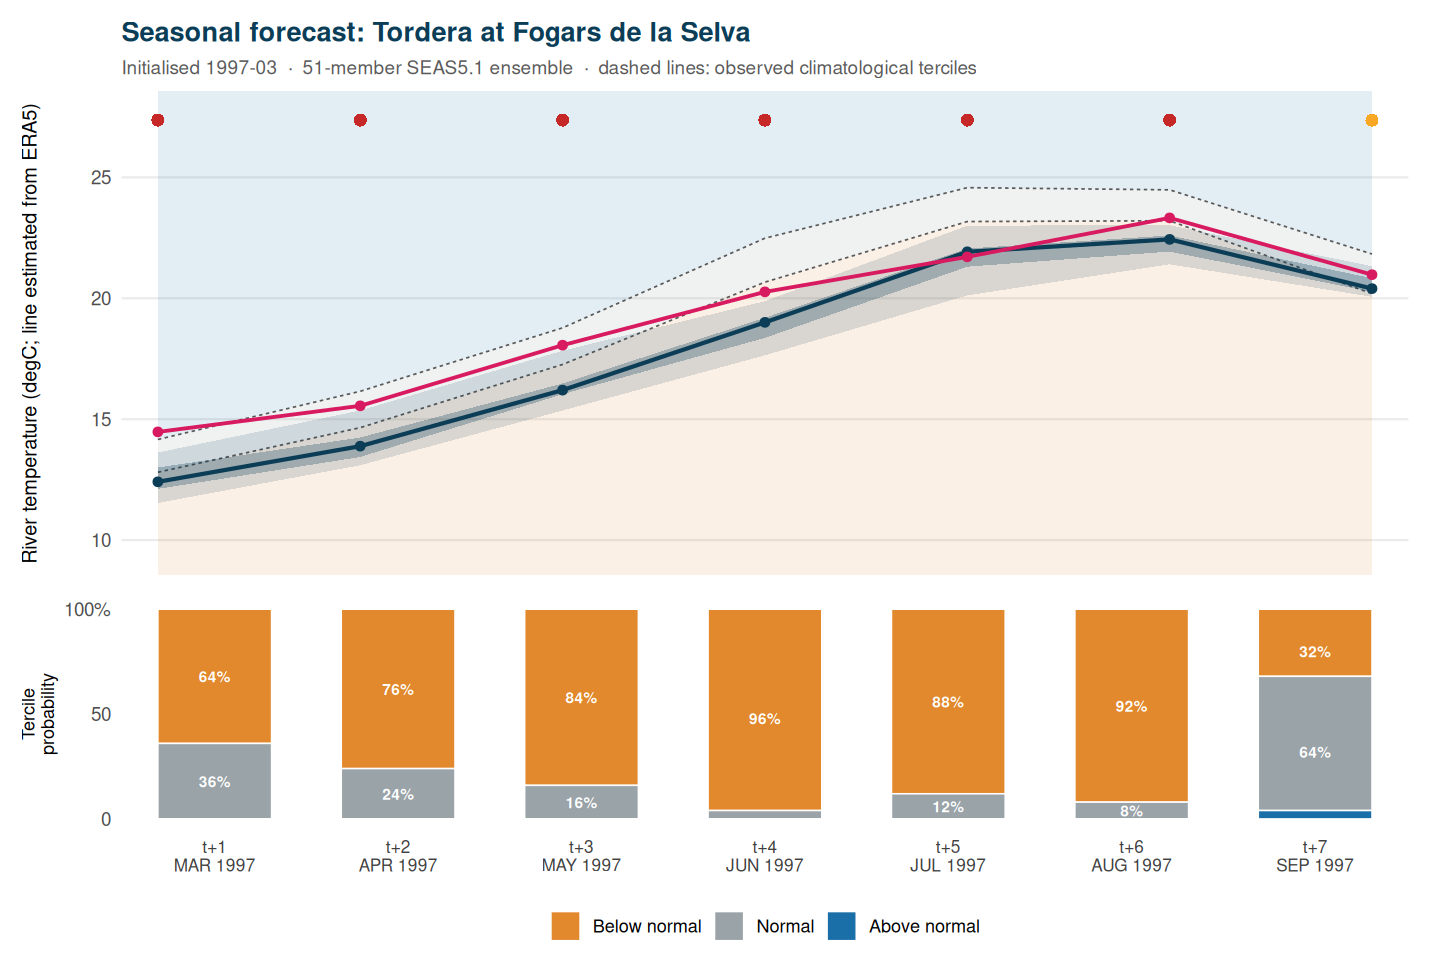 Seasonal forecast: Tordera at Fogars de la Selva
Initialised 1997-03 · 51-member SEAS5.1 ensemble · dashed lines: observed climatological terciles
River temperature (degC; line estimated from ERA5)
25
20
15
10
Tercile
probability
100%
50
0
64%
36%
76%
24%
84%
16%
96%
88%
12%
92%
8%
32%
64%
t+1
MAR 1997
t+2
APR 1997
t+3
MAY 1997
t+4
JUN 1997
t+5
JUL 1997
t+6
AUG 1997
t+7
SEP 1997
Below normal
Normal
Above normal